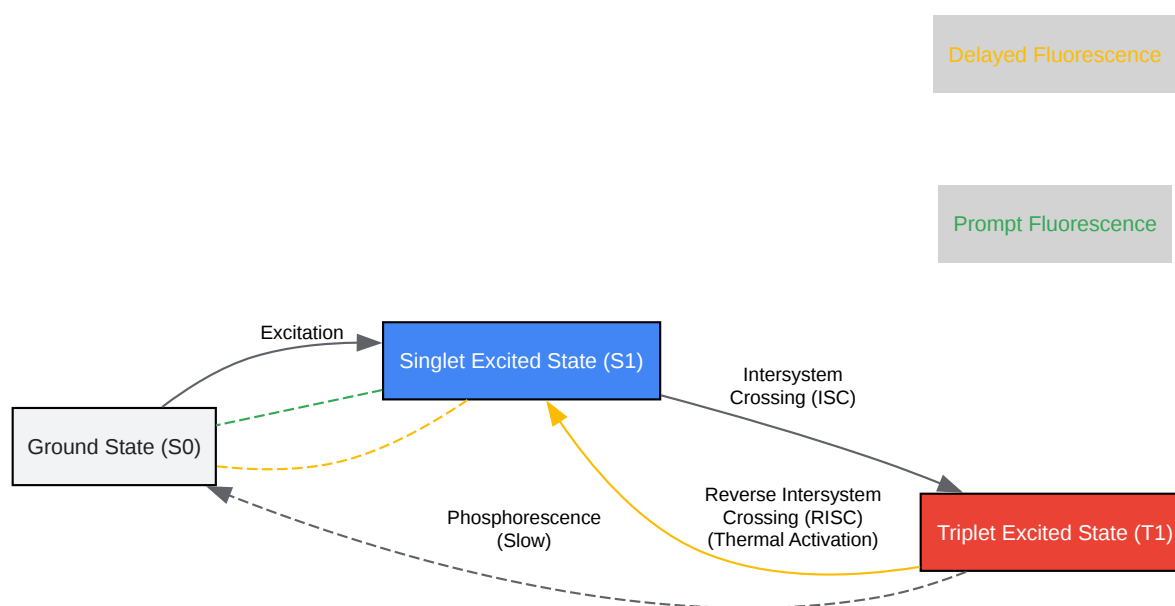 Delayed Fluorescence
Prompt Fluorescence
Excitation
Singlet Excited State (S1)
Intersystem
Crossing (ISC)
Ground State (S0)
Reverse Intersystem
Crossing (RISC)
(Thermal Activation)
Phosphorescence
(Slow)
Triplet Excited State (T1)